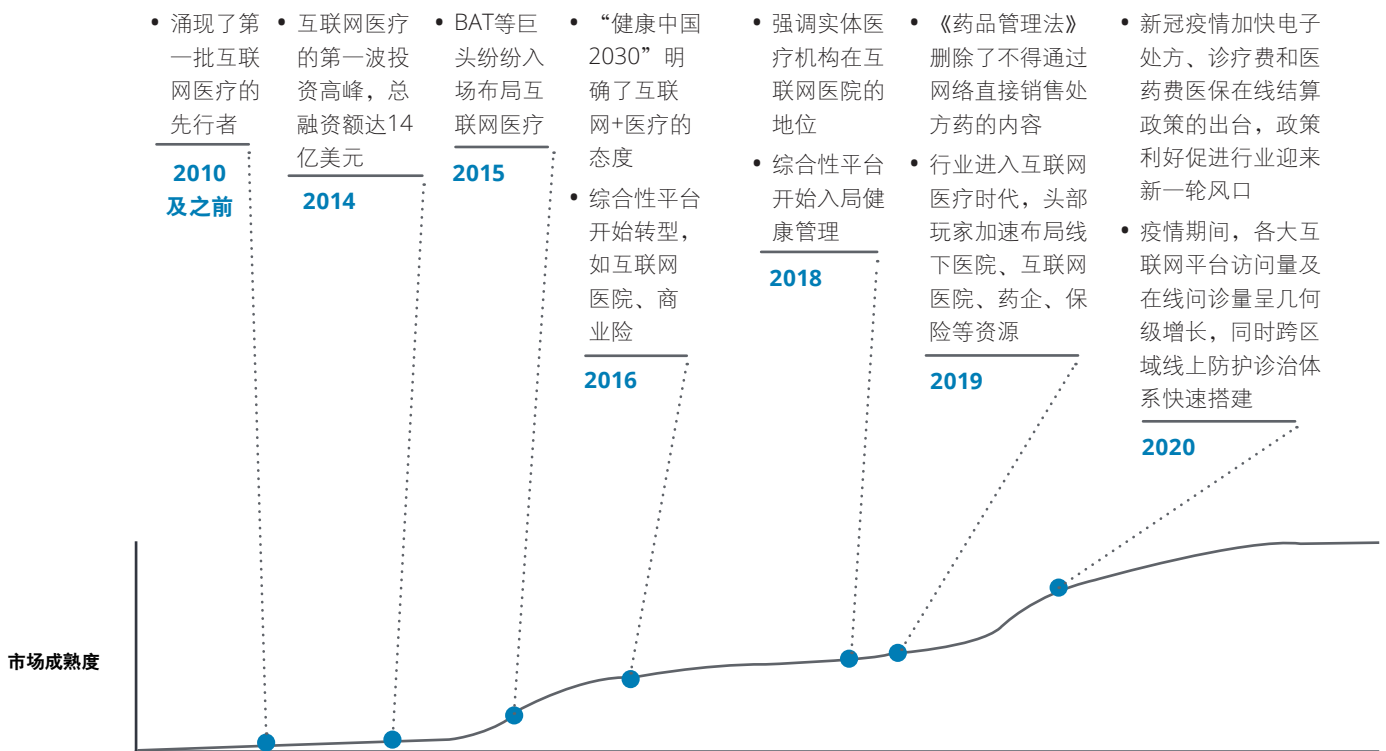 • 涌现了第
一批互联
网医疗的
先行者
2010
及之前
• 互联网医疗
的第一波投
资高峰，总
融资额达14
亿美元
2014
• BAT等巨
头纷纷入
场布局互
联网医疗
2015
• “健康中国
2030”明
确了互联
网+医疗的
态度
• 综合性平台
开始转型，
如互联网
医院、商
业险
2016
• 强调实体医
疗机构在互
联网医院的
地位
• 综合性平台
开始入局健
康管理
2018
• 《药品管理法》
删除了不得通过
网络直接销售处
方药的内容
• 行业进入互联网
医疗时代，头部
玩家加速布局线
下医院、互联网
医院、药企、保
险等资源
2019
• 新冠疫情加快电子
处方、诊疗费和医
药费医保在线结算
政策的出台，政策
利好促进行业迎来
新一轮风口
• 疫情期间，各大互
联网平台访问量及
在线问诊量呈几何
级增长，同时跨区
域线上防护诊治体
系快速搭建
2020
市场成熟度